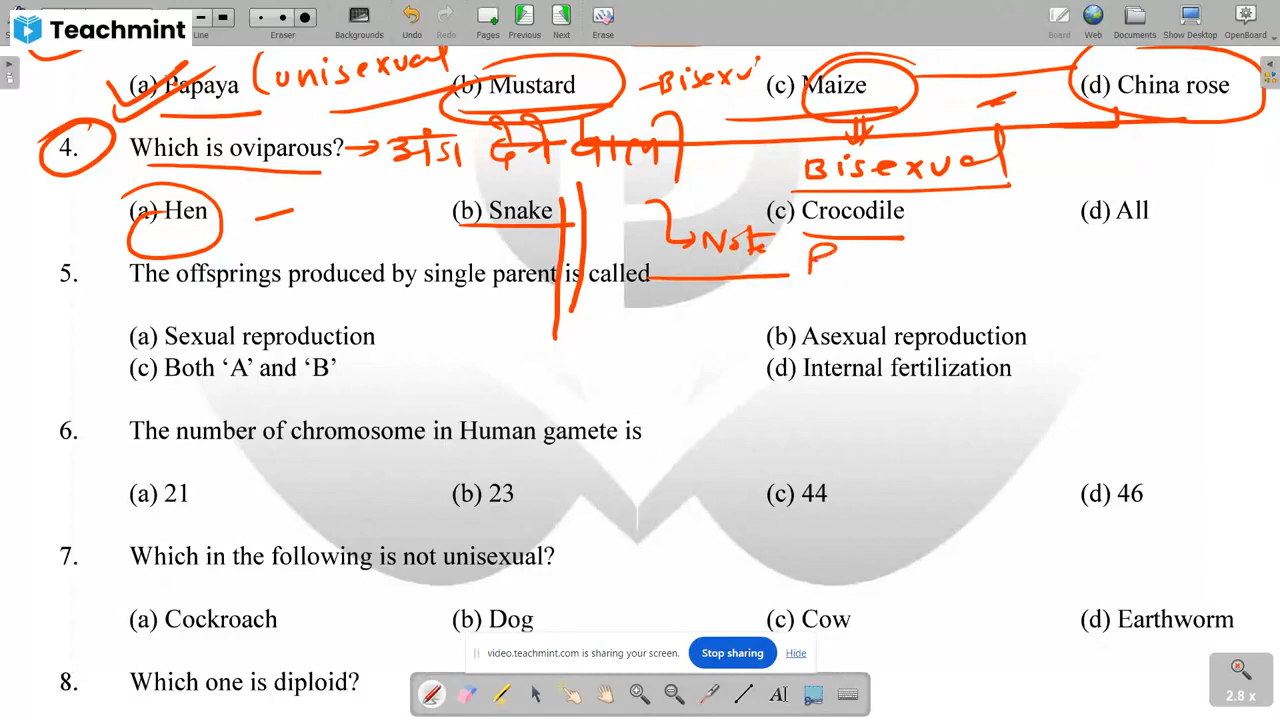 Teachmint
Line
Eraser
Backgrounds
Undo
Redo
Pages
Previous
Next
Erase
Board
Web
Documents
Show Desktop
OpenBoard
(a) Papaya (unisexual (b) Mustard (c) Maize (d) China rose
4. Which is oviparous?
Bisexual
(a) Hen (b) Snake (c) Crocodile (d) All
Note
P
5. The offsprings produced by single parent is called
(a) Sexual reproduction (b) Asexual reproduction
(c) Both ‘A’ and ‘B’ (d) Internal fertilization
6. The number of chromosome in Human gamete is
(a) 21 (b) 23 (c) 44 (d) 46
7. Which in the following is not unisexual?
(a) Cockroach (b) Dog (c) Cow (d) Earthworm
video.teachmint.com is sharing your screen. Stop sharing Hide
8. Which one is diploid?
2.8 x